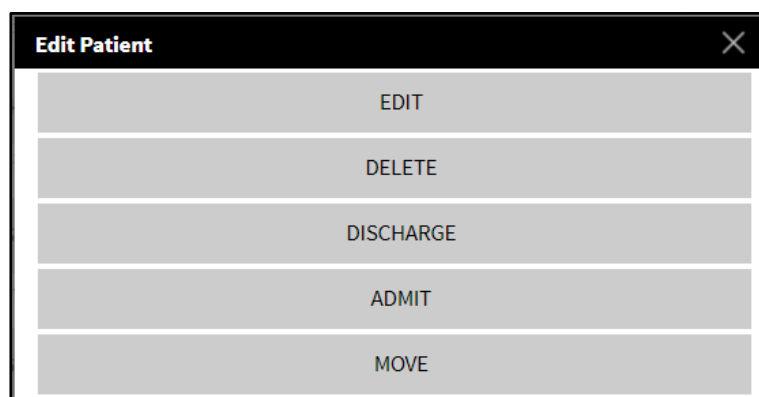 Edit Patient
EDIT
DELETE
DISCHARGE
ADMIT
MOVE